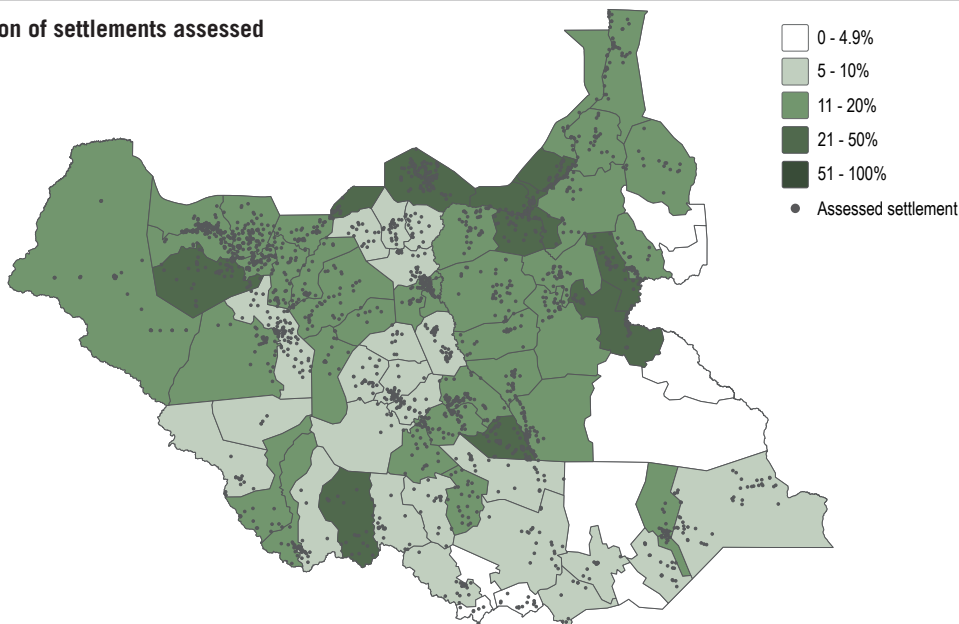 on of settlements assessed
0 - 4.9%
5 - 10%
11 - 20%
21 - 50%
51 - 100%
Assessed settlement